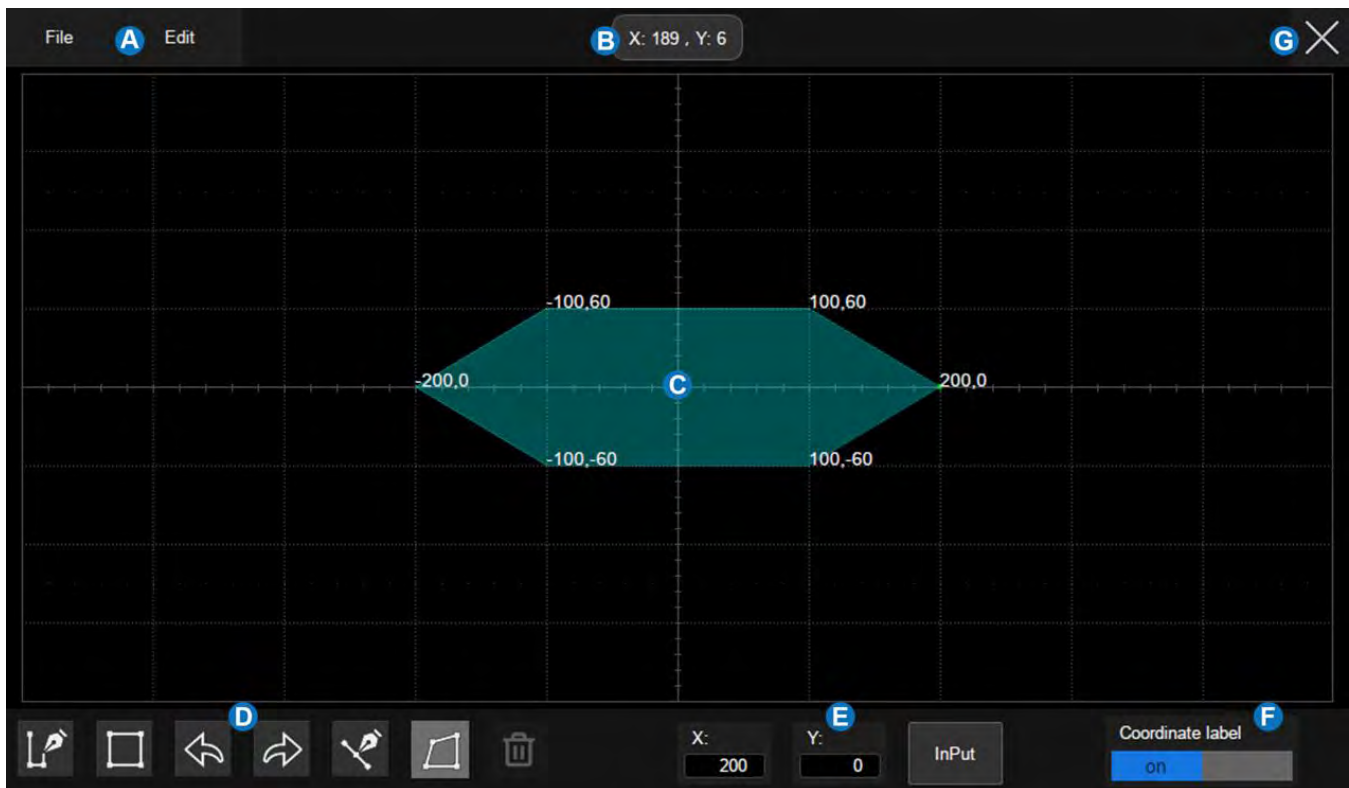 File A Edit B X: 189 , Y: 6 G
-100,60 100,60
-200,0 C 200,0
-100,-60 100,-60
D E F
X: Y: Coordinate label
200 0 InPut on